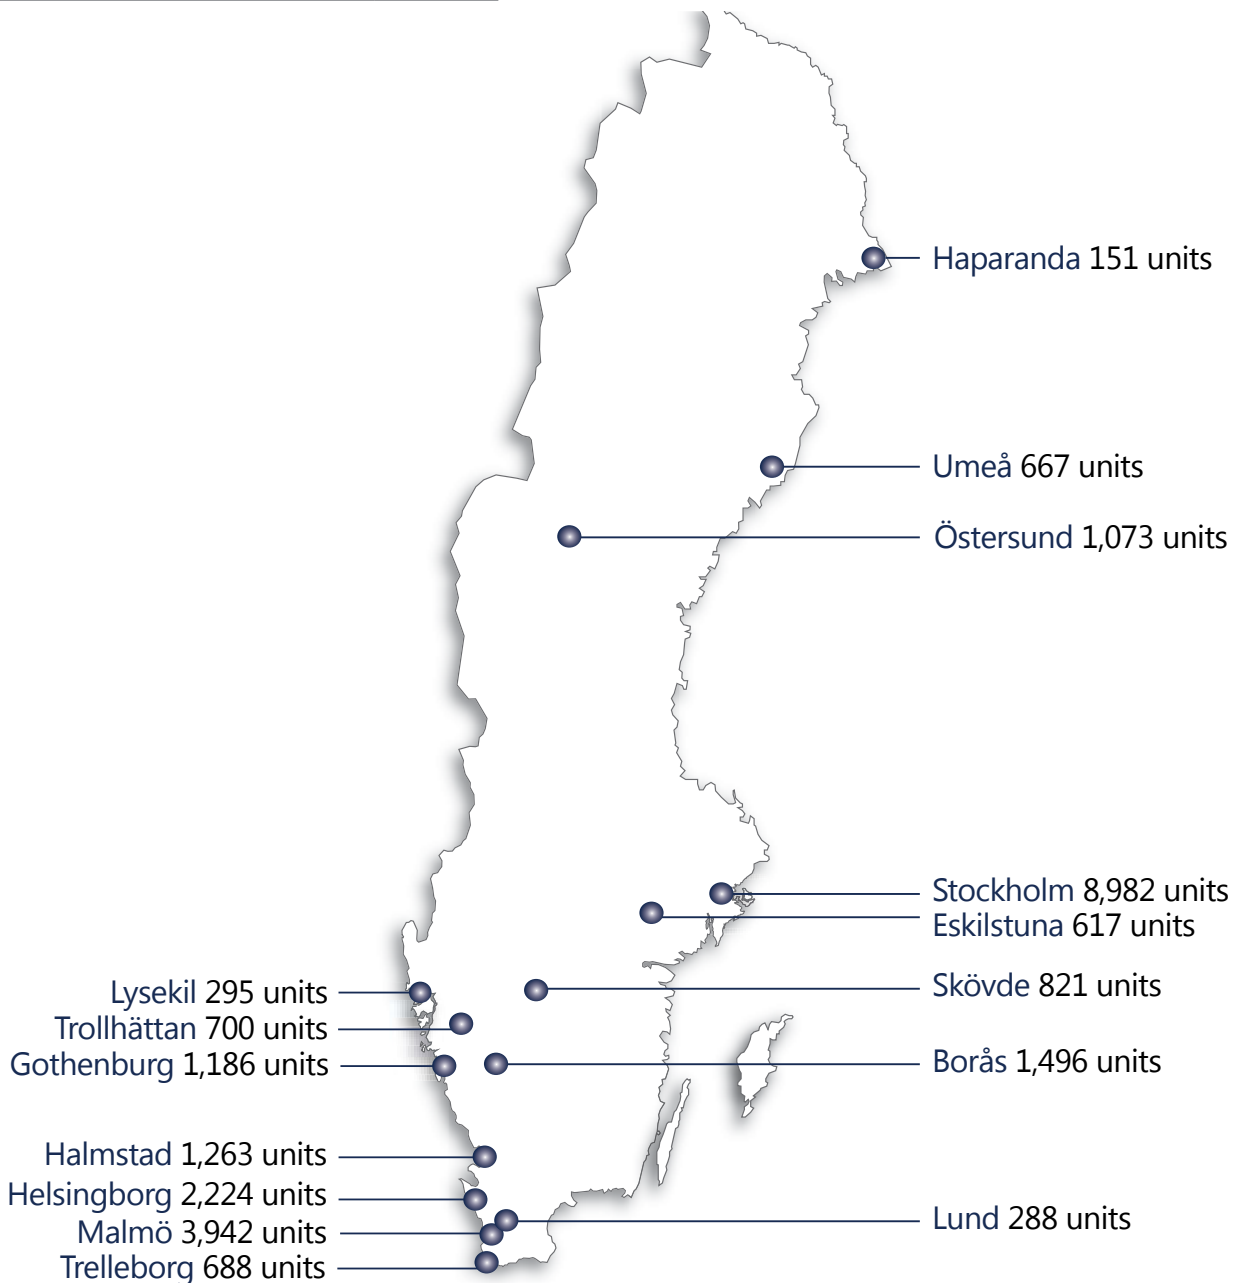 Haparanda 151 units
Umeå 667 units
Östersund 1,073 units
Stockholm 8,982 units
Eskilstuna 617 units
Skövde 821 units
Borås 1,496 units
Lund 288 units
Lysekil 295 units
Trollhättan 700 units
Gothenburg 1,186 units
Halmstad 1,263 units
Helsingborg 2,224 units
Malmö 3,942 units
Trelleborg 688 units